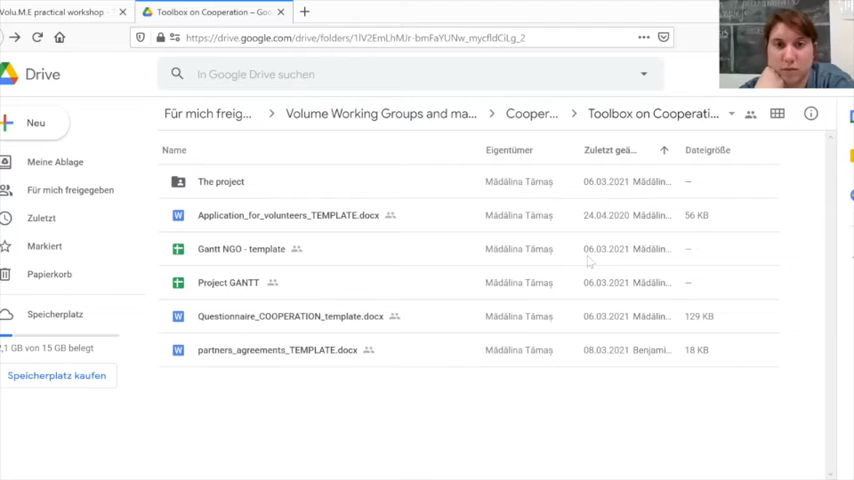 Volu.M.E practical workshop -
Toolbox on Cooperation – Goo
https://drive.google.com/drive/folders/1lV2EmLhMJr-bmFaYUNw_mycfldCiLg_2
Drive
In Google Drive suchen
Neu
Für mich freig...
Volume Working Groups and ma...
Cooper...
Toolbox on Cooperati...
Meine Ablage
Für mich freigegeben
Zuletzt
Markiert
Papierkorb
Speicherplatz
2,1 GB von 15 GB belegt
Speicherplatz kaufen
Name Eigentümer Zuletzt geä... Dateigröße
The project Mădălina Tămaș 06.03.2021 Mădălin... –
Application_for_volunteers_TEMPLATE.docx Mădălina Tămaș 24.04.2020 Mădălin... 56 KB
Gantt NGO - template Mădălina Tămaș 06.03.2021 Mădălin... –
Project GANTT Mădălina Tămaș 06.03.2021 Mădălin... –
Questionnaire_COOPERATION_template.docx Mădălina Tămaș 06.03.2021 Mădălin... 129 KB
partners_agreements_TEMPLATE.docx Mădălina Tămaș 08.03.2021 Benjami... 18 KB